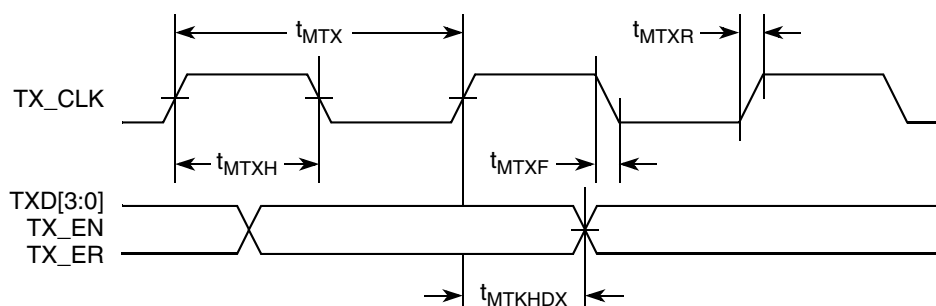 tMTX
tMTXR
TX_CLK
tMTXH
tMTXF
TXD[3:0]
TX_EN
TX_ER
tMTKHDX